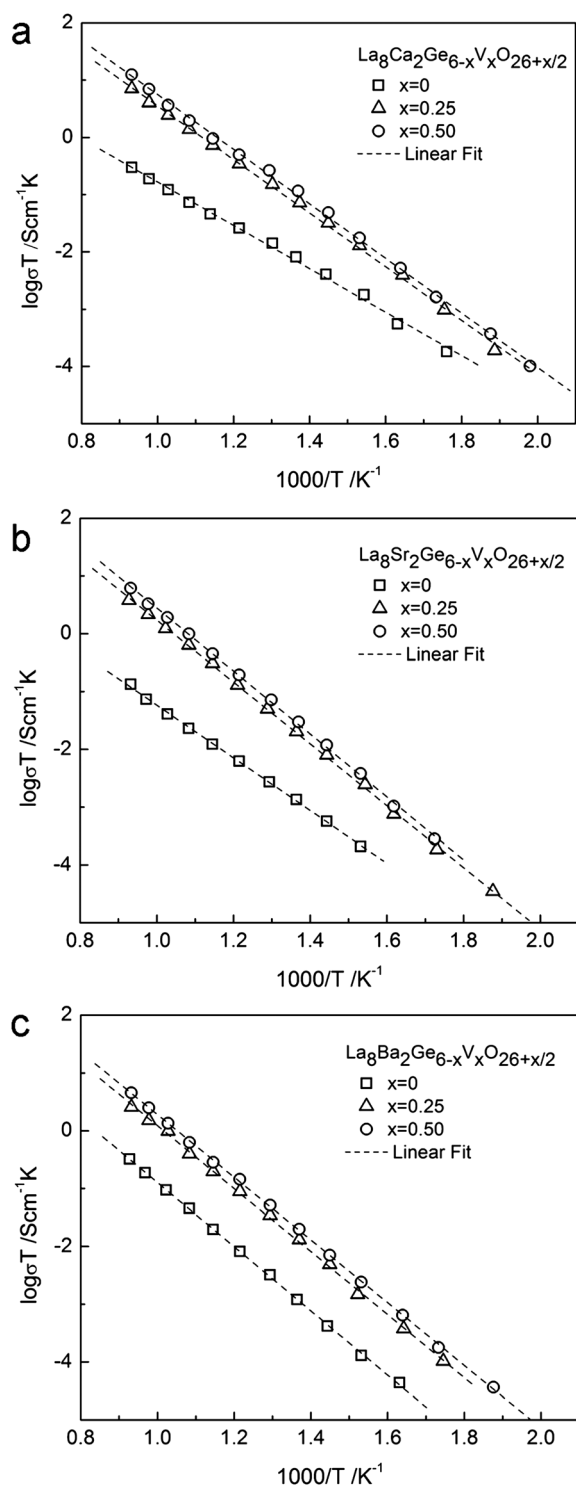 a
2
0
-2
-4
logσT /Scm⁻¹K
La₈Ca₂Ge₆₋ₓVₓO₂₆₊ₓ/₂
x=0
x=0.25
x=0.50
Linear Fit
0.8 1.0 1.2 1.4 1.6 1.8 2.0
1000/T /K⁻¹
b
2
0
-2
-4
logσT /Scm⁻¹K
La₈Sr₂Ge₆₋ₓVₓO₂₆₊ₓ/₂
x=0
x=0.25
x=0.50
Linear Fit
0.8 1.0 1.2 1.4 1.6 1.8 2.0
1000/T /K⁻¹
c
2
0
-2
-4
logσT /Scm⁻¹K
La₈Ba₂Ge₆₋ₓVₓO₂₆₊ₓ/₂
x=0
x=0.25
x=0.50
Linear Fit
0.8 1.0 1.2 1.4 1.6 1.8 2.0
1000/T /K⁻¹